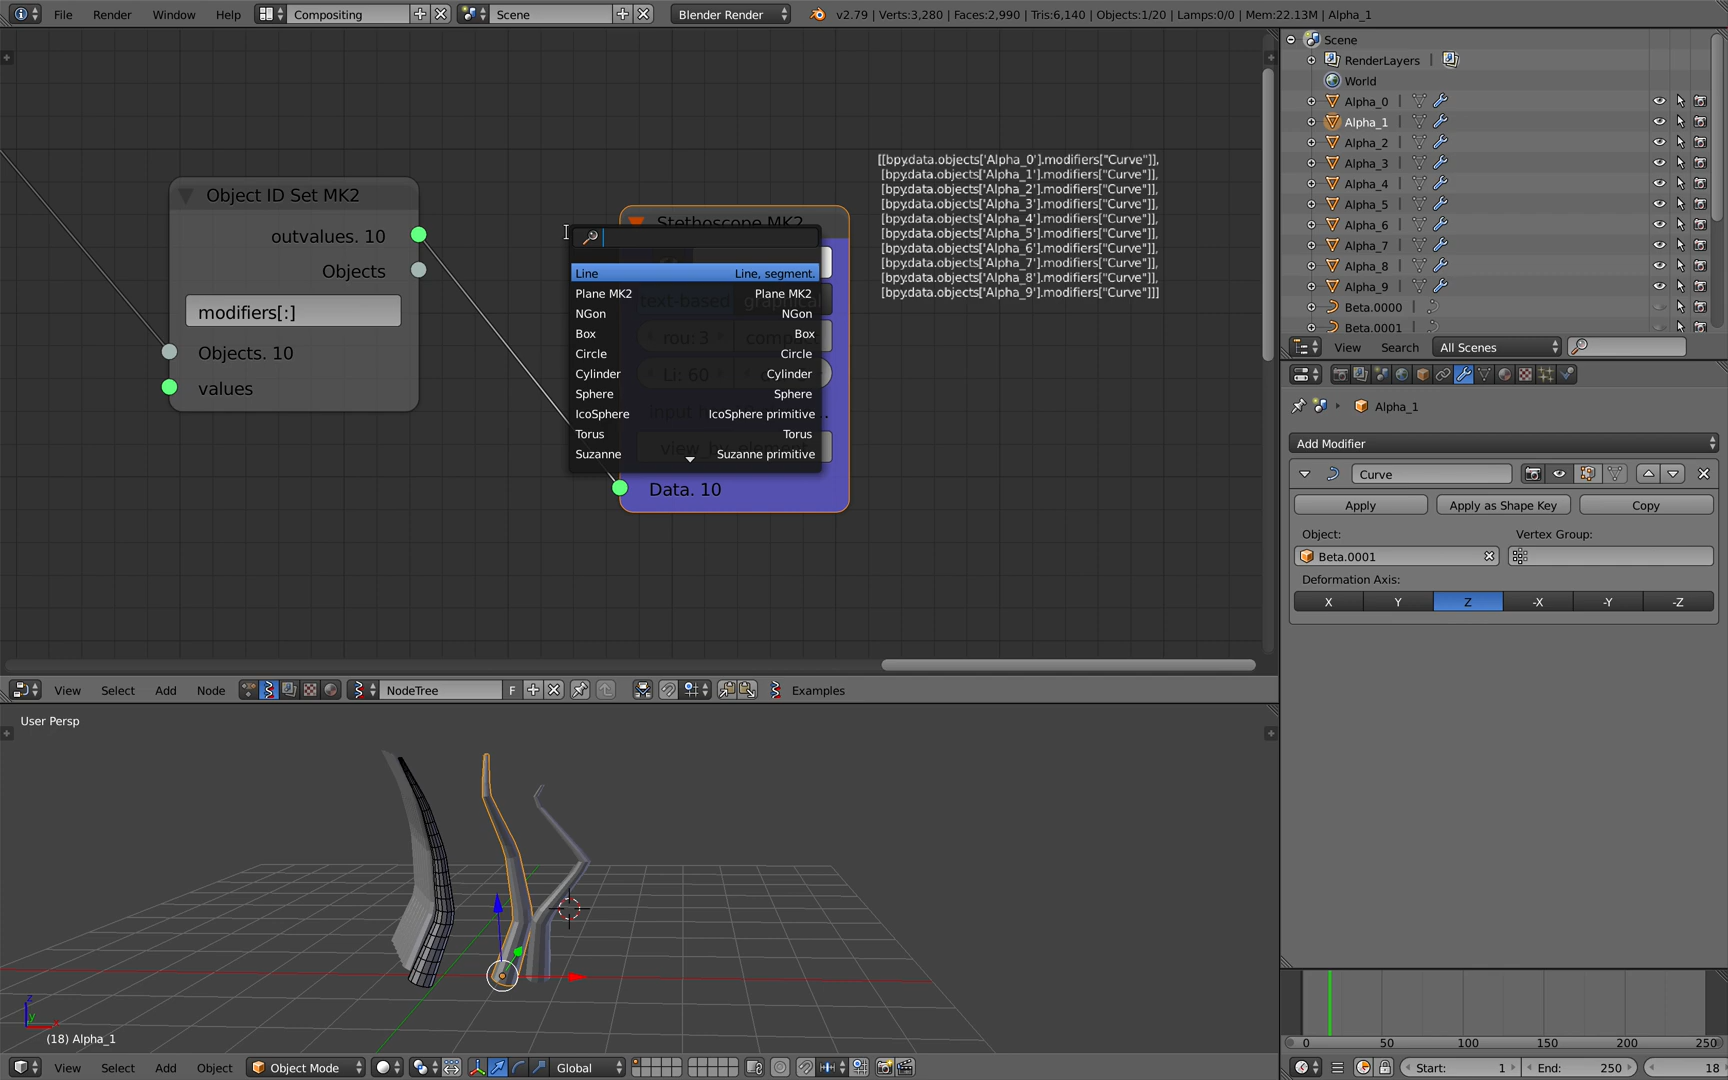 File Render Window Help Compositing Scene Blender Render v2.79 | Verts:3,280 | Faces:2,990 | Tris:6,140 | Objects:1/20 | Lamps:0/0 | Mem:22.13M | Alpha_1
Object ID Set MK2
outvalues. 10
Objects
modifiers[:]
Objects. 10
values
Stethoscope MK2
Line Line, segment.
Plane MK2 Plane MK2
NGon NGon
Box Box
Circle Circle
Cylinder Cylinder
Sphere Sphere
IcoSphere IcoSphere primitive
Torus Torus
Suzanne Suzanne primitive
text-based graphical
rou: 3
Li: 60
view_by_element
Data. 10
[[bpy.data.objects['Alpha_0'].modifiers["Curve"]],
[bpy.data.objects['Alpha_1'].modifiers["Curve"]],
[bpy.data.objects['Alpha_2'].modifiers["Curve"]],
[bpy.data.objects['Alpha_3'].modifiers["Curve"]],
[bpy.data.objects['Alpha_4'].modifiers["Curve"]],
[bpy.data.objects['Alpha_5'].modifiers["Curve"]],
[bpy.data.objects['Alpha_6'].modifiers["Curve"]],
[bpy.data.objects['Alpha_7'].modifiers["Curve"]],
[bpy.data.objects['Alpha_8'].modifiers["Curve"]],
[bpy.data.objects['Alpha_9'].modifiers["Curve"]]]
View Select Add Node NodeTree F Examples
User Persp
z
y
x
(18) Alpha_1
View Select Add Object Object Mode Global
Scene
RenderLayers
World
Alpha_0
Alpha_1
Alpha_2
Alpha_3
Alpha_4
Alpha_5
Alpha_6
Alpha_7
Alpha_8
Alpha_9
Beta.0000
Beta.0001
View Search All Scenes
Alpha_1
Add Modifier
Curve
Apply Apply as Shape Key Copy
Object: Vertex Group:
Beta.0001
Deformation Axis:
X Y Z -X -Y -Z
0 50 100 150 200 250
Start: 1 End: 250 18